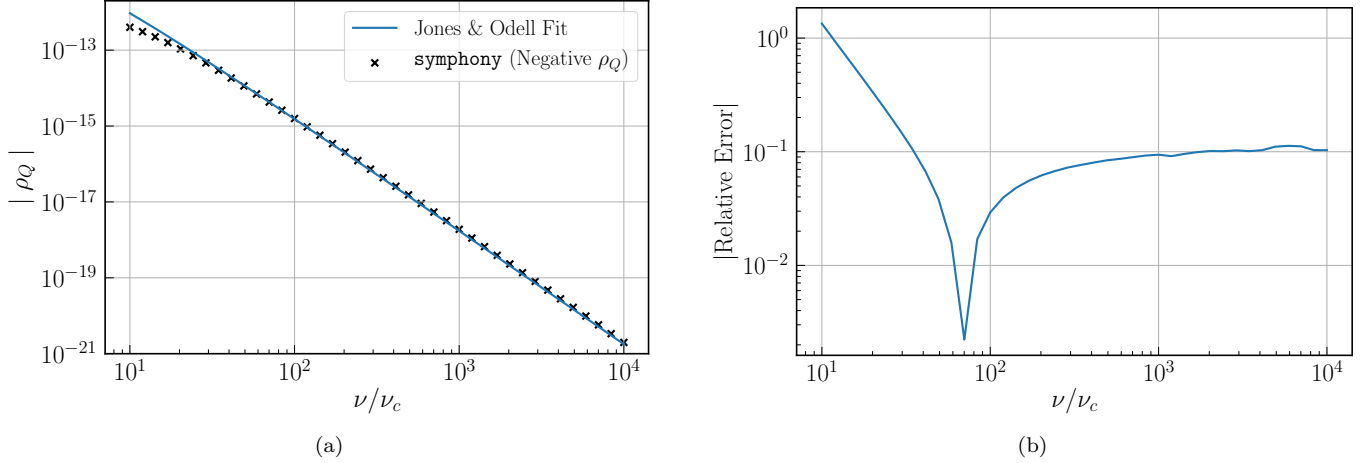 Jones & Odell Fit
symphony (Negative ρ_Q)
| ρ_Q |
10^−13
10^−15
10^−17
10^−19
10^−21
10^1
10^2
10^3
10^4
ν/ν_c
(a)
|Relative Error|
10^0
10^−1
10^−2
10^1
10^2
10^3
10^4
ν/ν_c
(b)